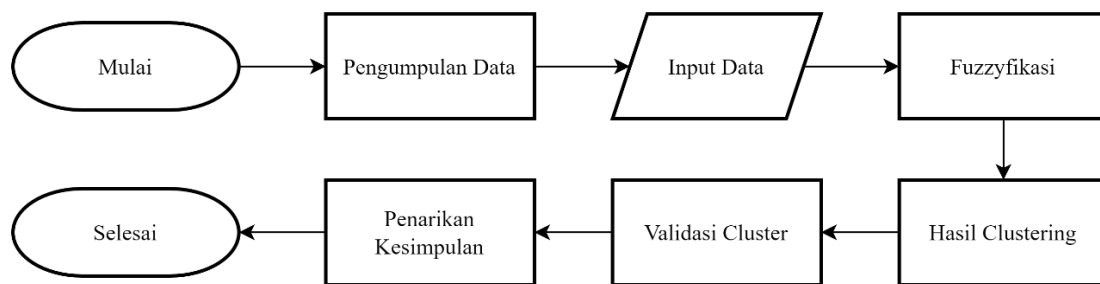 Mulai
Pengumpulan Data
Input Data
Fuzzyfikasi
Hasil Clustering
Validasi Cluster
Penarikan
Kesimpulan
Selesai